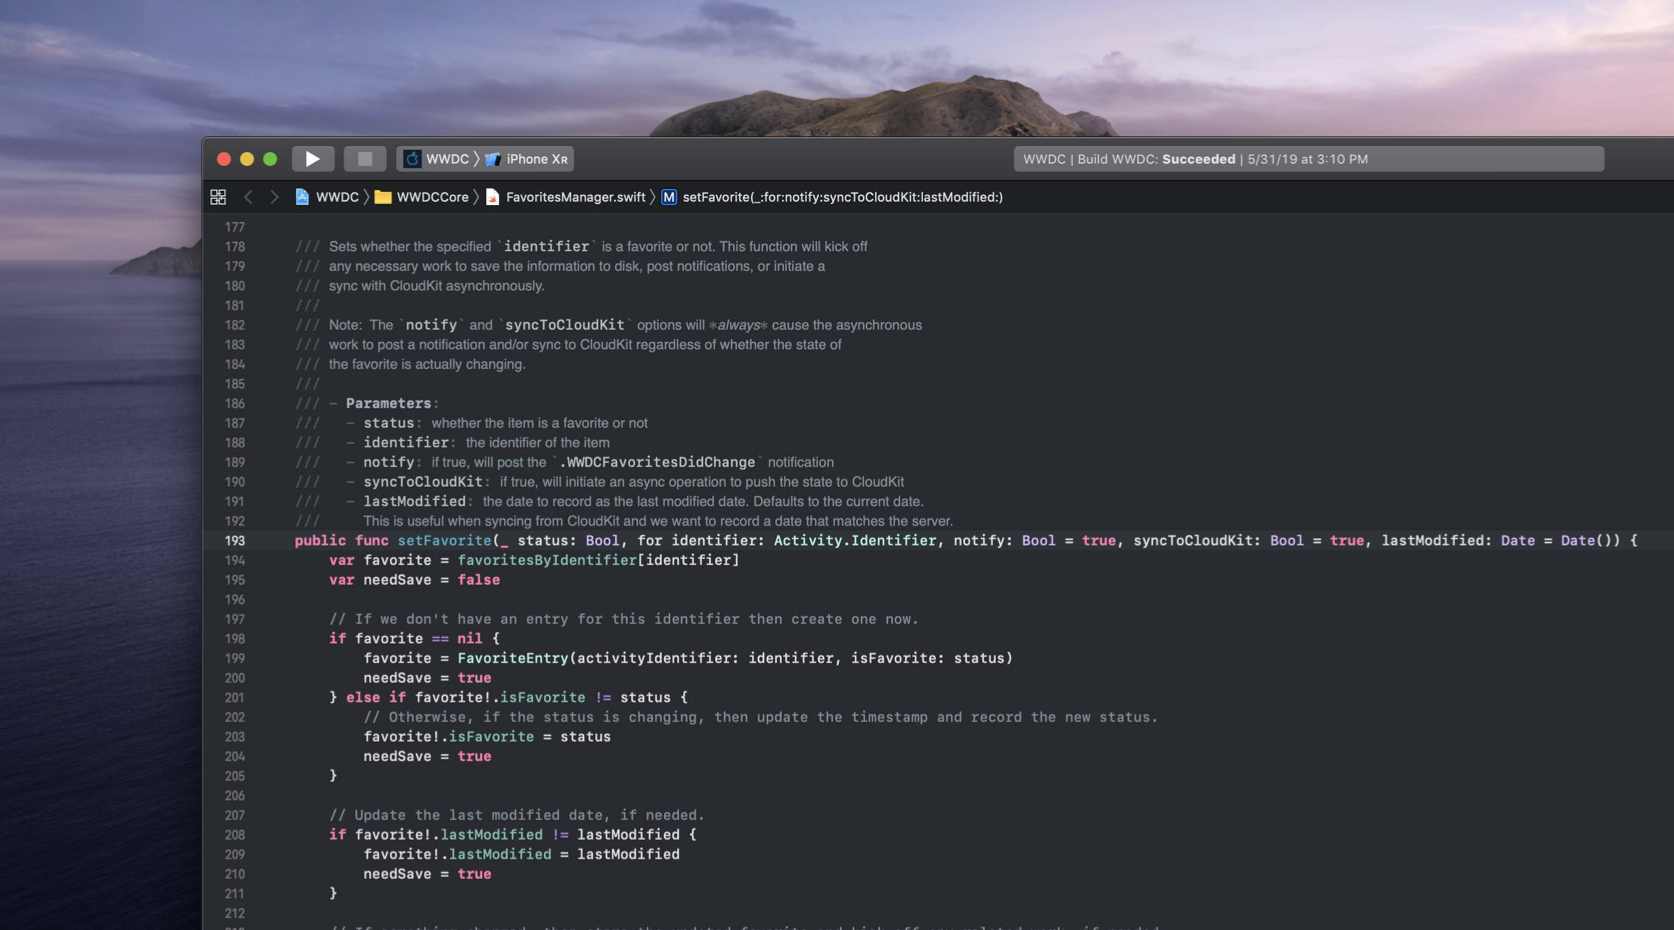 WWDC 〉 iPhone XR
WWDC | Build WWDC: Succeeded | 5/31/19 at 3:10 PM
WWDC 〉 WWDCCore 〉 FavoritesManager.swift 〉 M setFavorite(_:for:notify:syncToCloudKit:lastModified:)
177
178 /// Sets whether the specified `identifier` is a favorite or not. This function will kick off
179 /// any necessary work to save the information to disk, post notifications, or initiate a
180 /// sync with CloudKit asynchronously.
181 ///
182 /// Note: The `notify` and `syncToCloudKit` options will *always* cause the asynchronous
183 /// work to post a notification and/or sync to CloudKit regardless of whether the state of
184 /// the favorite is actually changing.
185 ///
186 /// – Parameters:
187 /// – status: whether the item is a favorite or not
188 /// – identifier: the identifier of the item
189 /// – notify: if true, will post the `.WWDCFavoritesDidChange` notification
190 /// – syncToCloudKit: if true, will initiate an async operation to push the state to CloudKit
191 /// – lastModified: the date to record as the last modified date. Defaults to the current date.
192 /// This is useful when syncing from CloudKit and we want to record a date that matches the server.
193 public func setFavorite(_ status: Bool, for identifier: Activity.Identifier, notify: Bool = true, syncToCloudKit: Bool = true, lastModified: Date = Date()) {
194 var favorite = favoritesByIdentifier[identifier]
195 var needSave = false
196
197 // If we don't have an entry for this identifier then create one now.
198 if favorite == nil {
199 favorite = FavoriteEntry(activityIdentifier: identifier, isFavorite: status)
200 needSave = true
201 } else if favorite!.isFavorite != status {
202 // Otherwise, if the status is changing, then update the timestamp and record the new status.
203 favorite!.isFavorite = status
204 needSave = true
205 }
206
207 // Update the last modified date, if needed.
208 if favorite!.lastModified != lastModified {
209 favorite!.lastModified = lastModified
210 needSave = true
211 }
212